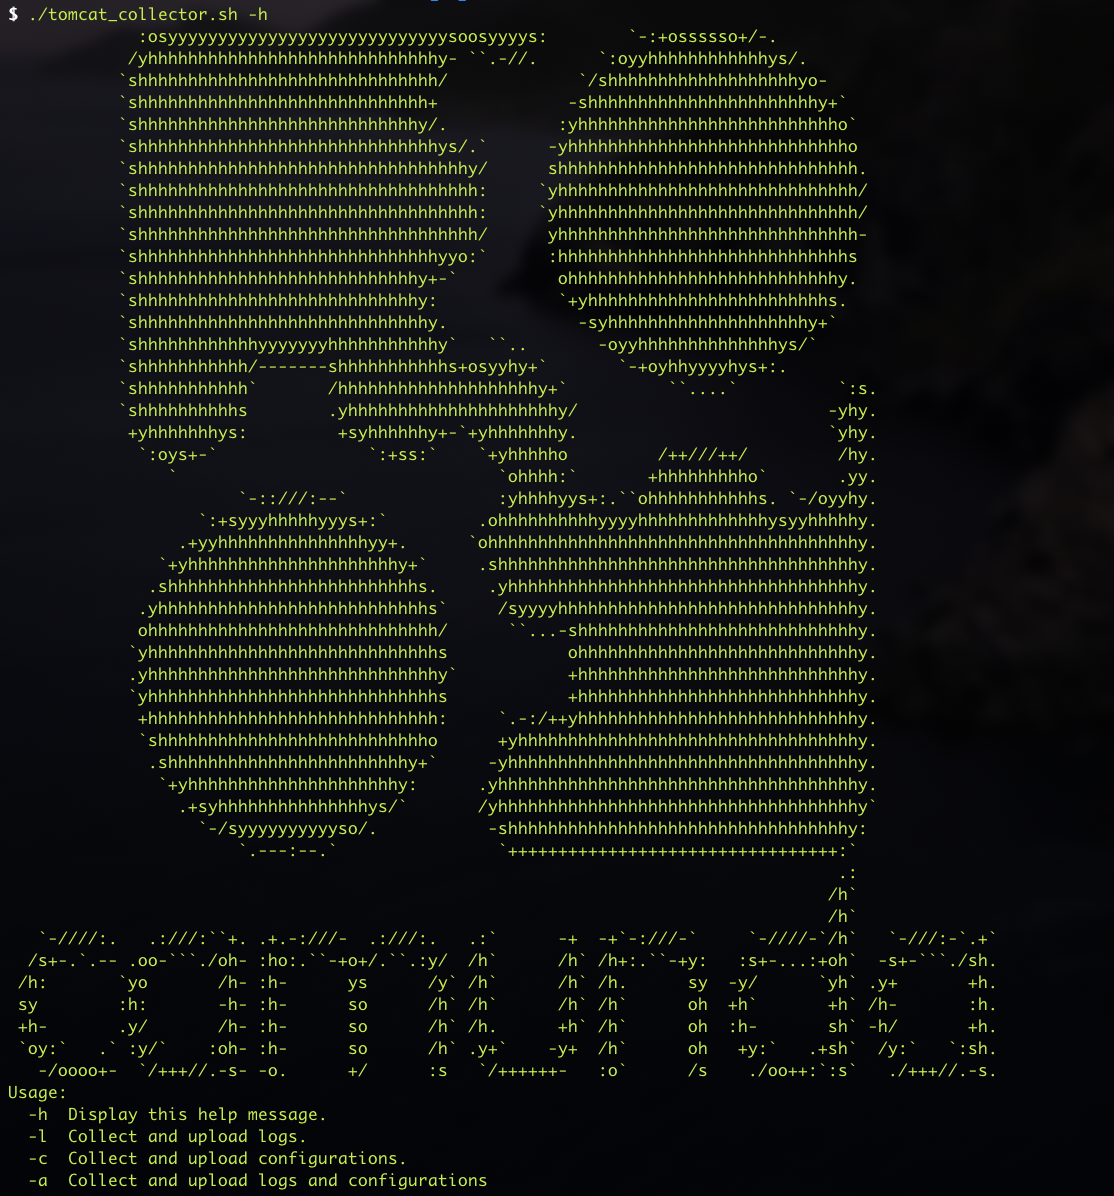 $ ./tomcat_collector.sh -h
camunda
Usage:
  -h  Display this help message.
  -l  Collect and upload logs.
  -c  Collect and upload configurations.
  -a  Collect and upload logs and configurations